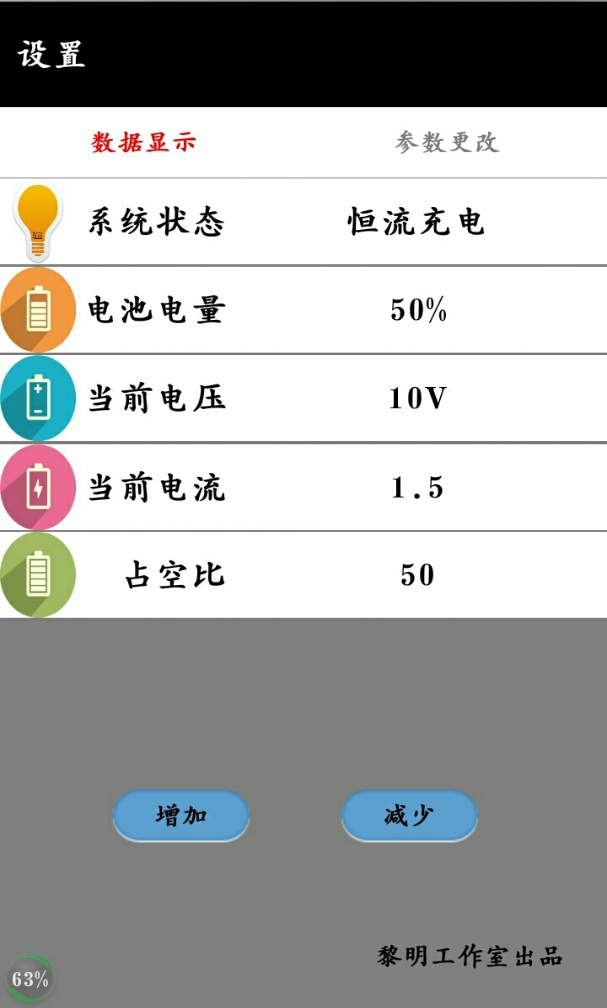 设置
数据显示 参数更改
系统状态 恒流充电
电池电量 50%
当前电压 10V
当前电流 1.5
占空比 50
增加 减少
黎明工作室出品
63%